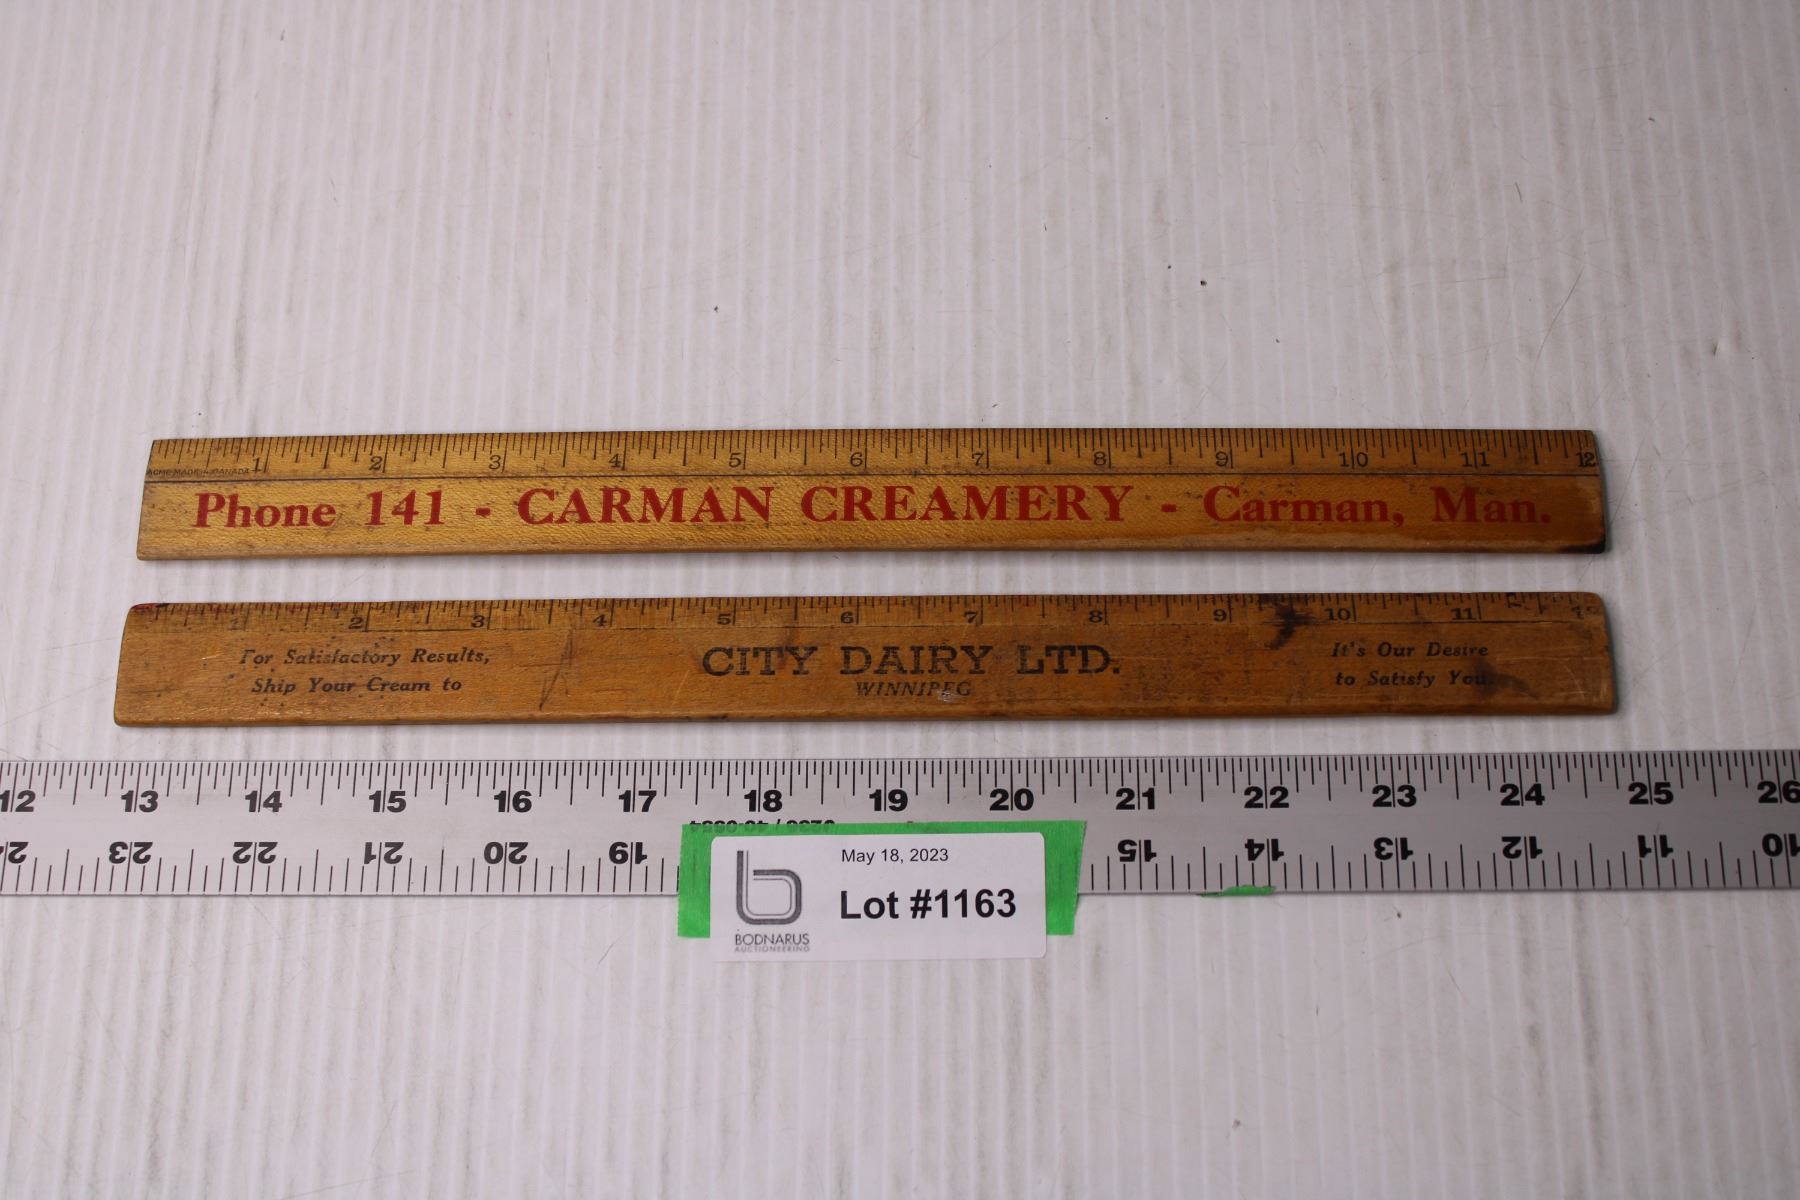 1 2 3 4 5 6 7 8 9 10 11 12
ACME MADE IN CANADA
Phone 141 - CARMAN CREAMERY - Carman, Man.
1 2 3 4 5 6 7 8 9 10 11
For Satisfactory Results,
Ship Your Cream to
CITY DAIRY LTD.
WINNIPEG
It's Our Desire
to Satisfy You.
12 13 14 15 16 17 18 19 20 21 22 23 24 25 26
23 22 21 20 19 15 14 13 12 11 10
May 18, 2023
Lot #1163
BODNARUS
AUCTIONEERING